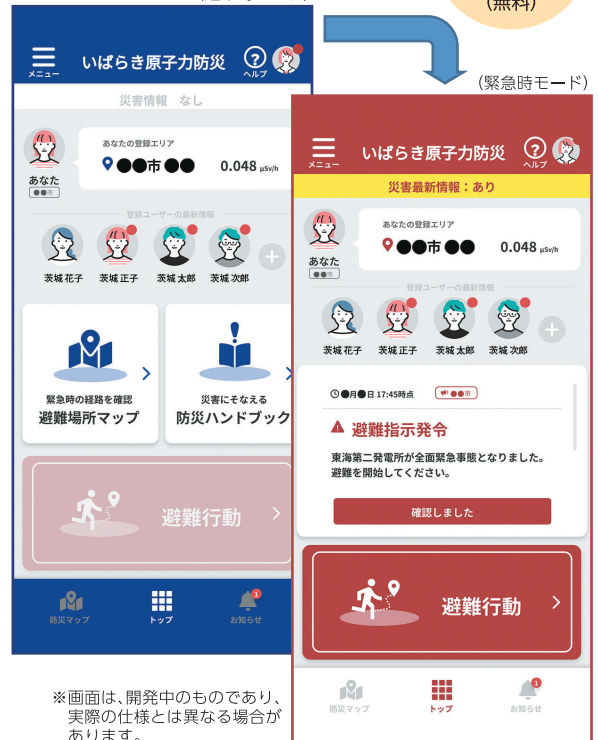 (無料)
(緊急時モード)
メニュー
いばらき原子力防災
ヘルプ
災害情報 なし
あなたの登録エリア
●●市●●
0.048 μSv/h
あなた
●●市
登録ユーザーの最新情報
茨城 花子
茨城 正子
茨城 太郎
茨城 次郎
緊急時の経路を確認
避難場所マップ
災害にそなえる
防災ハンドブック
避難行動
防災マップ
トップ
1
お知らせ
メニュー
いばらき原子力防災
ヘルプ
災害最新情報:あり
あなたの登録エリア
●●市●●
0.048 μSv/h
あなた
●●市
登録ユーザーの最新情報
茨城 花子
茨城 正子
茨城 太郎
茨城 次郎
●月●日 17:45時点
●●市
避難指示発令
東海第二発電所が全面緊急事態となりました。
避難を開始してください。
確認しました
避難行動
防災マップ
トップ
1
お知らせ
※画面は、開発中のものであり、
実際の仕様とは異なる場合が
あります。